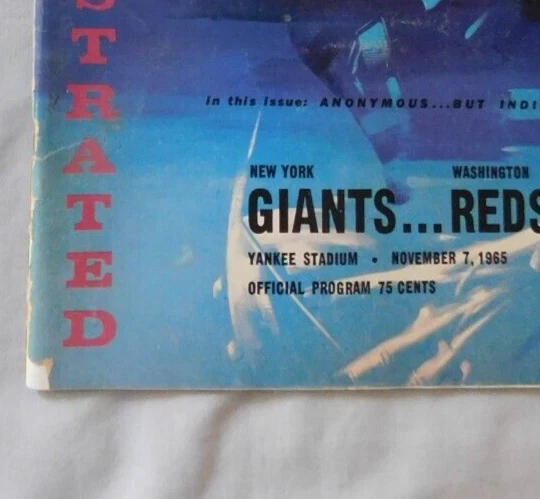 STRATED
in this issue: ANONYMOUS...BUT INDI
NEW YORK WASHINGTON
GIANTS...REDS
YANKEE STADIUM • NOVEMBER 7, 1965
OFFICIAL PROGRAM 75 CENTS